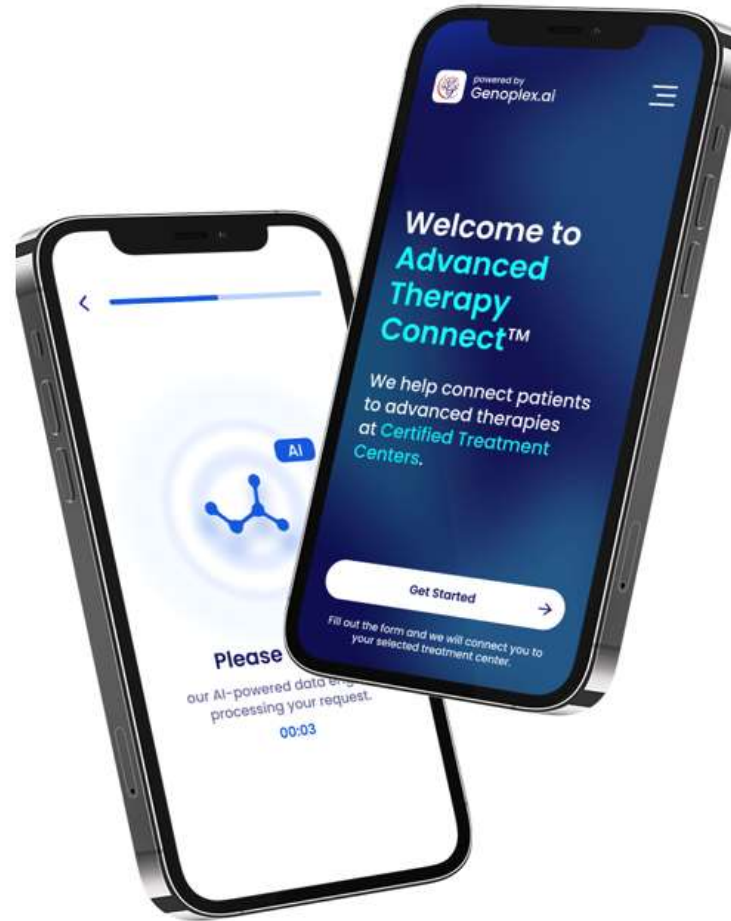 powered by
Genoplex.ai
Welcome to
Advanced
Therapy
Connect™
We help connect patients
to advanced therapies
at Certified Treatment
Centers.
Get Started
Fill out the form and we will connect you to
your selected treatment center.
AI
Please
our AI-powered data
processing your request.
00:03